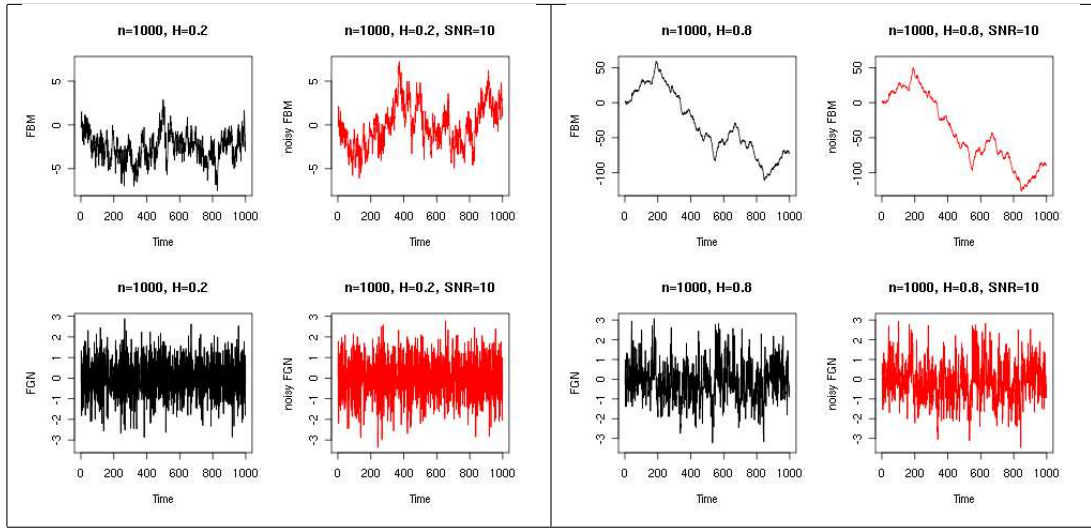 n=1000, H=0.2
FBM
5
0
-5
0 200 400 600 800 1000
Time
n=1000, H=0.2, SNR=10
noisy FBM
5
0
-5
0 200 400 600 800 1000
Time
n=1000, H=0.8
FBM
50
0
-50
-100
0 200 400 600 800 1000
Time
n=1000, H=0.8, SNR=10
noisy FBM
50
0
-50
-100
0 200 400 600 800 1000
Time
n=1000, H=0.2
FGN
3
2
1
0
-1
-2
-3
0 200 400 600 800 1000
Time
n=1000, H=0.2, SNR=10
noisy FGN
3
2
1
0
-1
-2
-3
0 200 400 600 800 1000
Time
n=1000, H=0.8
FGN
3
2
1
0
-1
-2
-3
0 200 400 600 800 1000
Time
n=1000, H=0.8, SNR=10
noisy FGN
3
2
1
0
-1
-2
-3
0 200 400 600 800 1000
Time